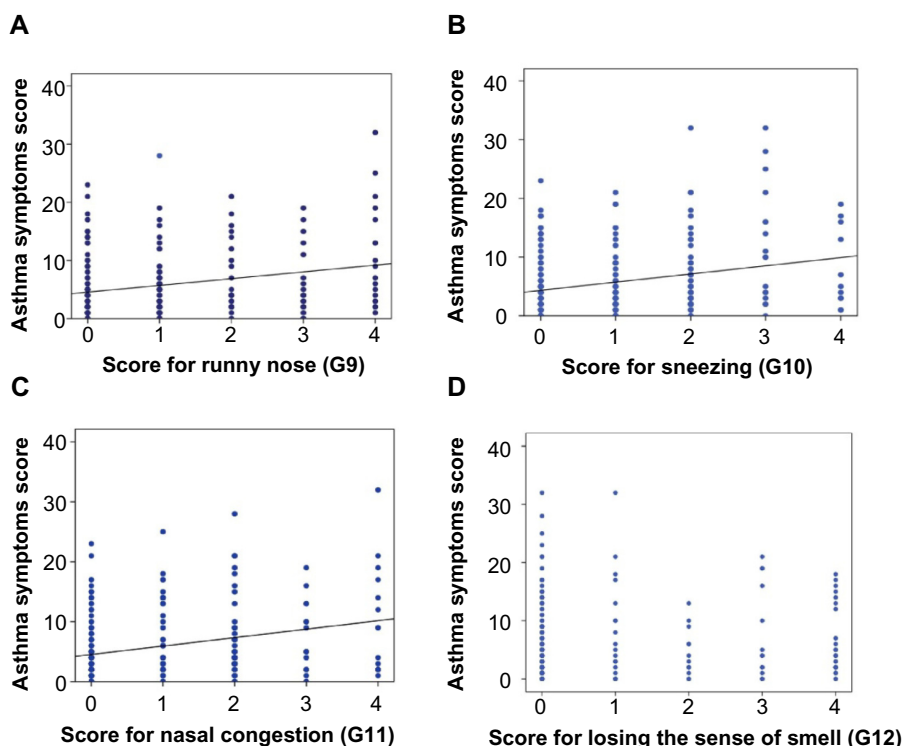 A
Asthma symptoms score
40
30
20
10
0
0 1 2 3 4
Score for runny nose (G9)
B
Asthma symptoms score
40
30
20
10
0
0 1 2 3 4
Score for sneezing (G10)
C
Asthma symptoms score
40
30
20
10
0
0 1 2 3 4
Score for nasal congestion (G11)
D
Asthma symptoms score
40
30
20
10
0
0 1 2 3 4
Score for losing the sense of smell (G12)